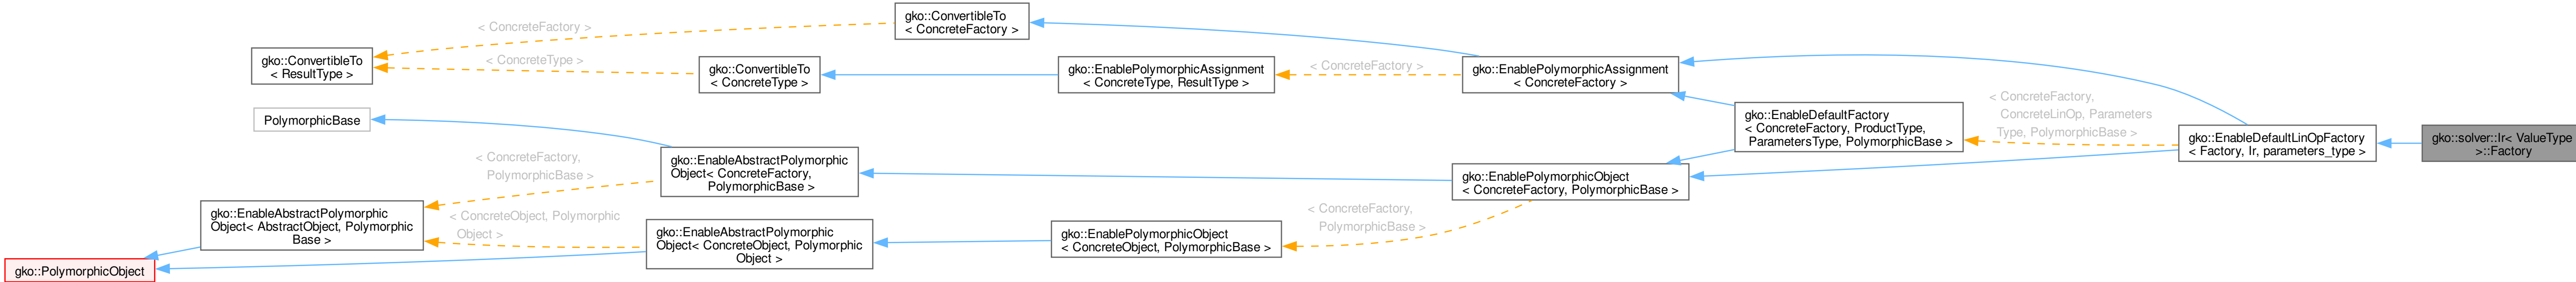 gko::ConvertibleTo
< ConcreteFactory >
< ConcreteFactory >
gko::ConvertibleTo
< ResultType >
< ConcreteType >
gko::ConvertibleTo
< ConcreteType >
gko::EnablePolymorphicAssignment
< ConcreteType, ResultType >
< ConcreteFactory >
gko::EnablePolymorphicAssignment
< ConcreteFactory >
PolymorphicBase
gko::EnableDefaultFactory
< ConcreteFactory, ProductType,
ParametersType, PolymorphicBase >
< ConcreteFactory,
ConcreteLinOp, Parameters
Type, PolymorphicBase >
gko::EnableDefaultLinOpFactory
< Factory, Ir, parameters_type >
gko::solver::Ir< ValueType
>::Factory
< ConcreteFactory,
PolymorphicBase >
gko::EnableAbstractPolymorphic
Object< ConcreteFactory,
PolymorphicBase >
gko::EnablePolymorphicObject
< ConcreteFactory, PolymorphicBase >
gko::EnableAbstractPolymorphic
Object< AbstractObject, Polymorphic
Base >
< ConcreteObject, Polymorphic
Object >
gko::EnableAbstractPolymorphic
Object< ConcreteObject, Polymorphic
Object >
gko::EnablePolymorphicObject
< ConcreteObject, PolymorphicBase >
< ConcreteFactory,
PolymorphicBase >
gko::PolymorphicObject